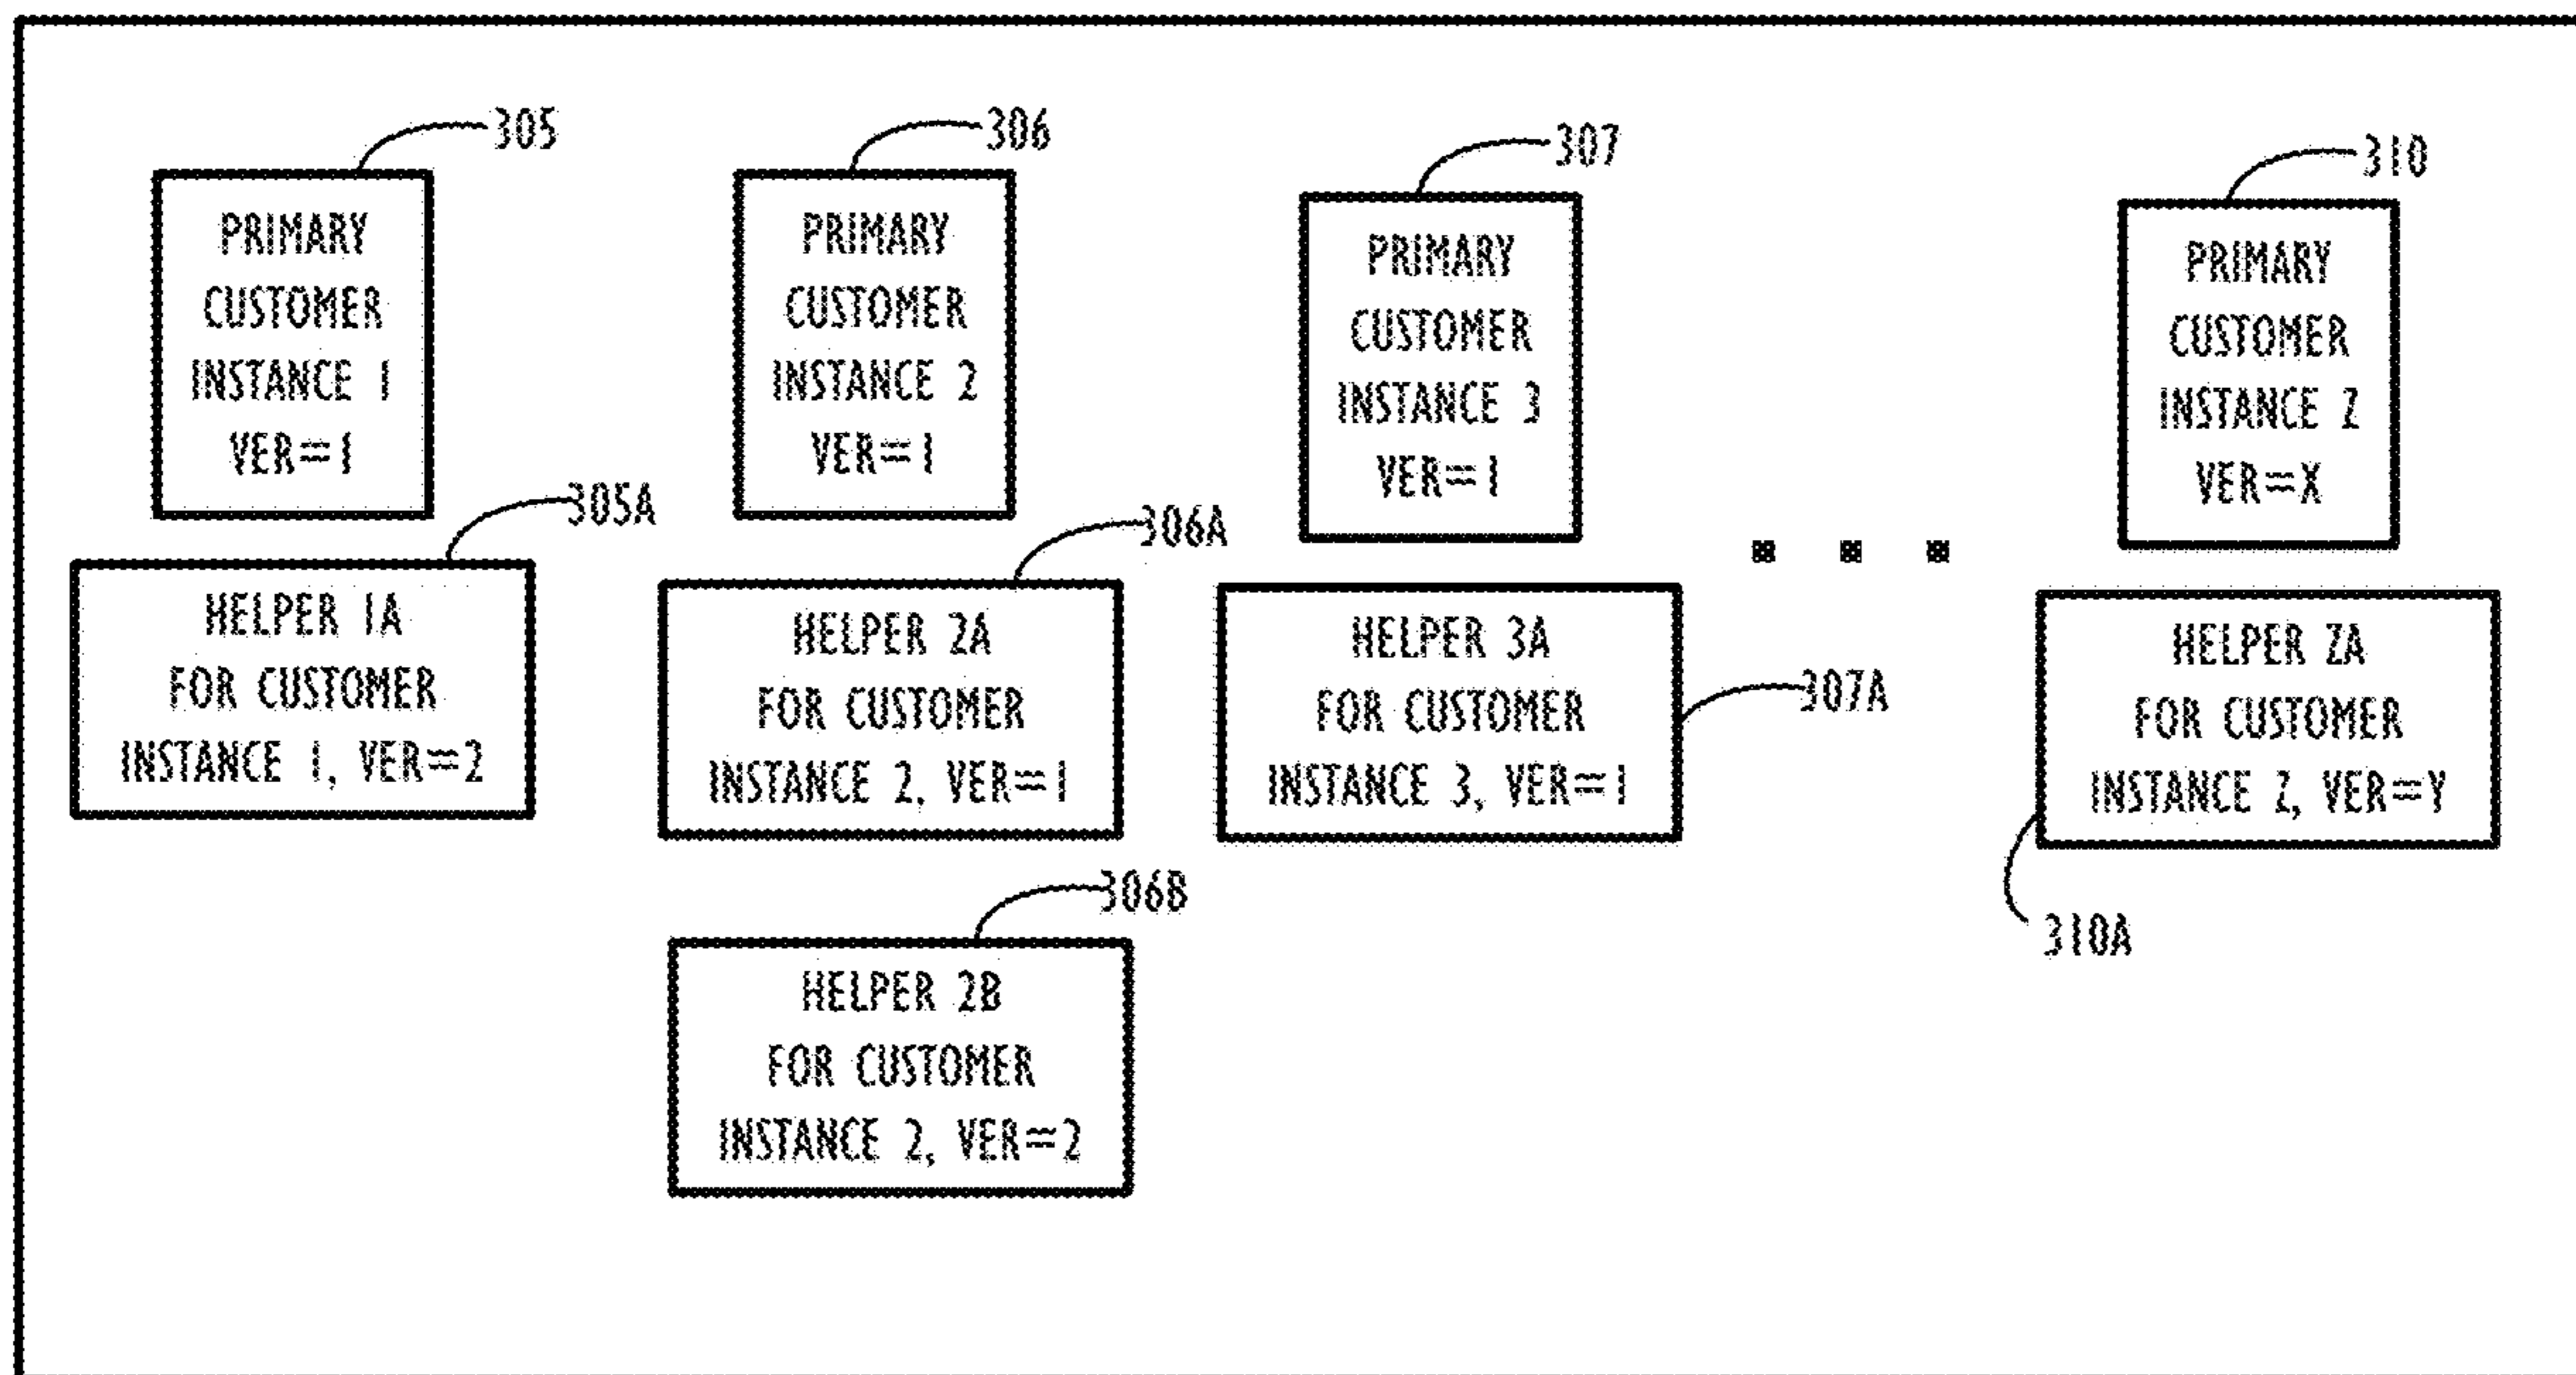 305
PRIMARY
CUSTOMER
INSTANCE 1
VER=1
306
PRIMARY
CUSTOMER
INSTANCE 2
VER=1
307
PRIMARY
CUSTOMER
INSTANCE 3
VER=1
310
PRIMARY
CUSTOMER
INSTANCE Z
VER=X
305A
HELPER 1A
FOR CUSTOMER
INSTANCE 1, VER=2
306A
HELPER 2A
FOR CUSTOMER
INSTANCE 2, VER=1
HELPER 3A
FOR CUSTOMER
INSTANCE 3, VER=1
307A
HELPER ZA
FOR CUSTOMER
INSTANCE Z, VER=Y
310A
306B
HELPER 2B
FOR CUSTOMER
INSTANCE 2, VER=2